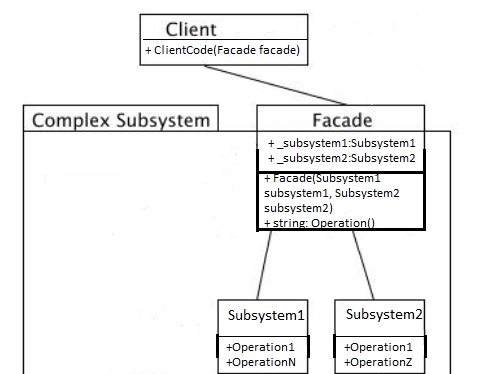 Client
+ ClientCode(Facade facade)
Complex Subsystem
Facade
+ _subsystem1:Subsystem1
+ _subsystem2:Subsystem2
+ Facade(Subsystem1
subsystem1, Subsystem2
subsystem2)
+ string: Operation()
Subsystem1
+Operation1
+OperationN
Subsystem2
+Operation1
+OperationZ